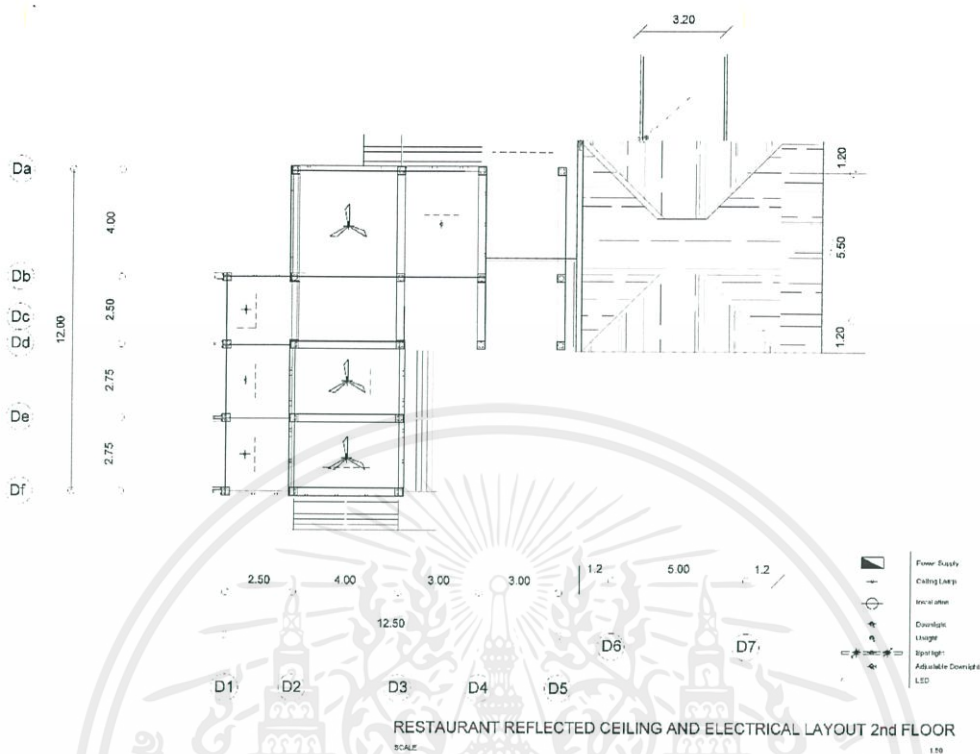 3.20
1.20
5.50
1.20
Da
Db
Dc
Dd
De
Df
12.00
4.00
2.50
2.75
2.75
2.50 4.00 3.00 3.00 1.2 5.00 1.2
12.50
D1 D2 D3 D4 D5 D6 D7
Power Supply
Ceiling Lamp
Downlight
Uplight
Spotlight
Adjustable Downlight
LED
RESTAURANT REFLECTED CEILING AND ELECTRICAL LAYOUT 2nd FLOOR
SCALE 1:50